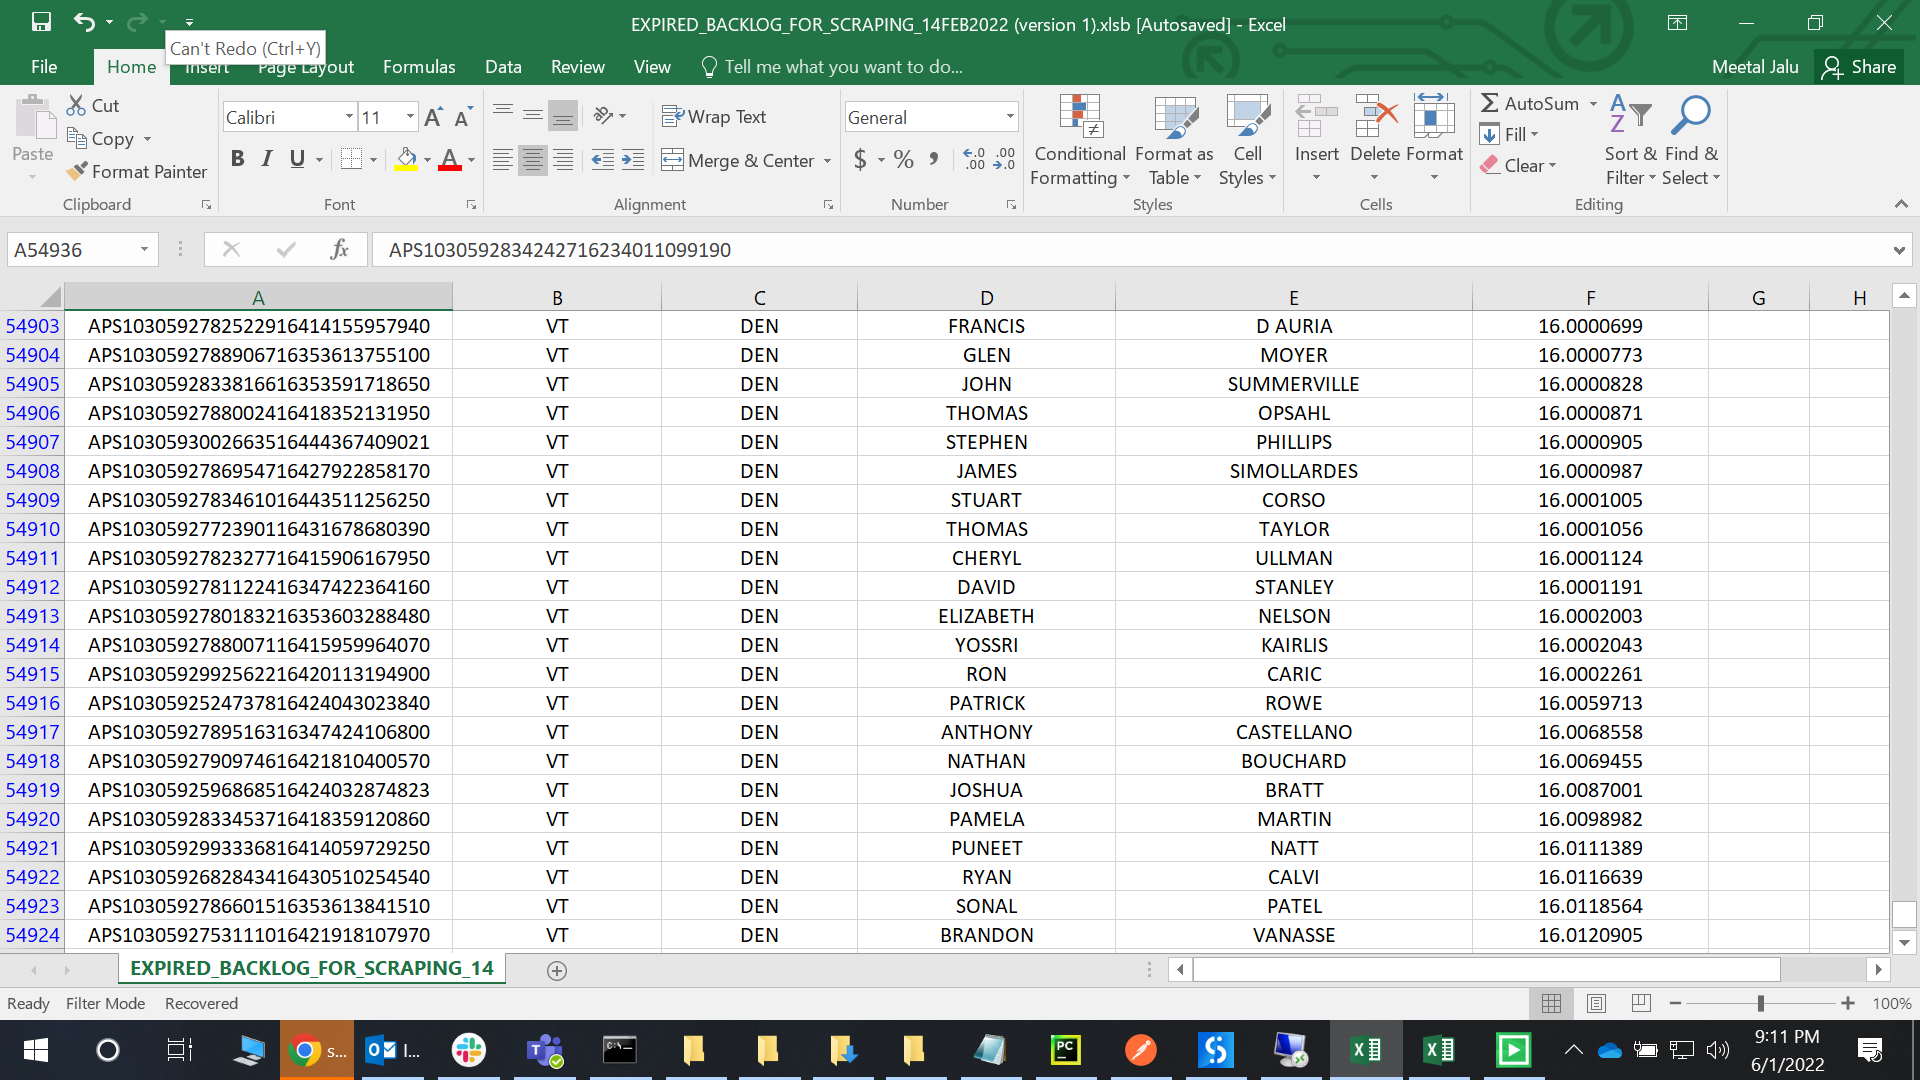 EXPIRED_BACKLOG_FOR_SCRAPING_14FEB2022 (version 1).xlsb [Autosaved] - Excel
Can't Redo (Ctrl+Y)
File Home Insert Page Layout Formulas Data Review View Tell me what you want to do... Meetal Jalu Share
Paste Cut Copy Format Painter Clipboard
Calibri 11 A A B I U A Font
Wrap Text Merge & Center Alignment
General $ % , .0 .00 .00 .0 Number
Conditional Formatting Format as Table Cell Styles Styles
Insert Delete Format Cells
AutoSum Fill Clear Sort & Filter Find & Select Editing
A54936 fx APS1030592834242716234011099190
A B C D E F G H
54903 APS1030592782522916414155957940 VT DEN FRANCIS D AURIA 16.0000699
54904 APS1030592788906716353613755100 VT DEN GLEN MOYER 16.0000773
54905 APS1030592833816616353591718650 VT DEN JOHN SUMMERVILLE 16.0000828
54906 APS1030592788002416418352131950 VT DEN THOMAS OPSAHL 16.0000871
54907 APS1030593002663516444367409021 VT DEN STEPHEN PHILLIPS 16.0000905
54908 APS1030592786954716427922858170 VT DEN JAMES SIMOLLARDES 16.0000987
54909 APS1030592783461016443511256250 VT DEN STUART CORSO 16.0001005
54910 APS1030592772390116431678680390 VT DEN THOMAS TAYLOR 16.0001056
54911 APS1030592782327716415906167950 VT DEN CHERYL ULLMAN 16.0001124
54912 APS1030592781122416347422364160 VT DEN DAVID STANLEY 16.0001191
54913 APS1030592780183216353603288480 VT DEN ELIZABETH NELSON 16.0002003
54914 APS1030592788007116415959964070 VT DEN YOSSRI KAIRLIS 16.0002043
54915 APS1030592992562216420113194900 VT DEN RON CARIC 16.0002261
54916 APS1030592524737816424043023840 VT DEN PATRICK ROWE 16.0059713
54917 APS1030592789516316347424106800 VT DEN ANTHONY CASTELLANO 16.0068558
54918 APS1030592790974616421810400570 VT DEN NATHAN BOUCHARD 16.0069455
54919 APS1030592596868516424032874823 VT DEN JOSHUA BRATT 16.0087001
54920 APS1030592833453716418359120860 VT DEN PAMELA MARTIN 16.0098982
54921 APS1030592993336816414059729250 VT DEN PUNEET NATT 16.0111389
54922 APS1030592682843416430510254540 VT DEN RYAN CALVI 16.0116639
54923 APS1030592786601516353613841510 VT DEN SONAL PATEL 16.0118564
54924 APS1030592753111016421918107970 VT DEN BRANDON VANASSE 16.0120905
EXPIRED_BACKLOG_FOR_SCRAPING_14
Ready Filter Mode Recovered 100%
s... I... 9:11 PM
6/1/2022